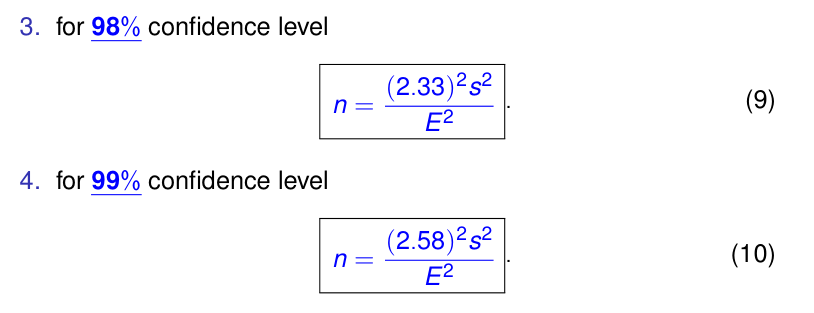 3. for 98% confidence level
n = (2.33)²s² / E² . (9)
4. for 99% confidence level
n = (2.58)²s² / E² . (10)